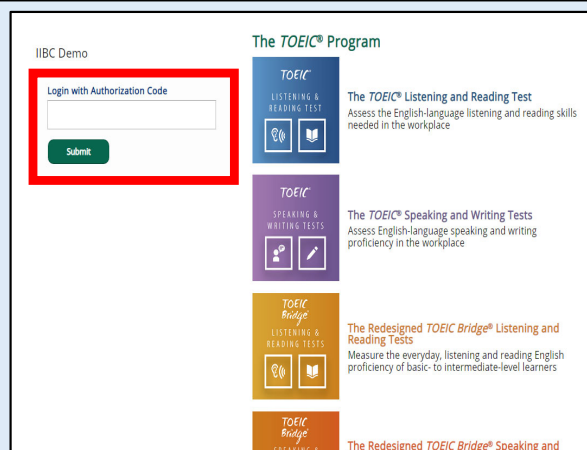 IIBC Demo
Login with Authorization Code
Submit
The TOEIC® Program
TOEIC®
LISTENING &
READING TEST
The TOEIC® Listening and Reading Test
Assess the English-language listening and reading skills
needed in the workplace
TOEIC®
SPEAKING &
WRITING TESTS
The TOEIC® Speaking and Writing Tests
Assess English-language speaking and writing
proficiency in the workplace
TOEIC
Bridge®
LISTENING &
READING TESTS
The Redesigned TOEIC Bridge® Listening and
Reading Tests
Measure the everyday, listening and reading English
proficiency of basic- to intermediate-level learners
TOEIC
Bridge®
SPEAKING &
The Redesigned TOEIC Bridge® Speaking and